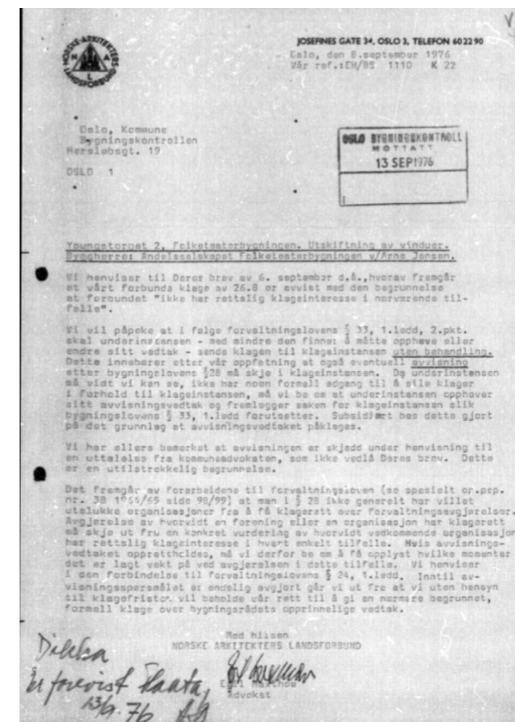 V
NORSKE ARKITEKTERS LANDSFORBUND
N A L
JOSEFINES GATE 34, OSLO 3, TELEFON 60 22 90
Oslo, den 8.september 1976
Vår ref.:EH/BS 1110 K 22
Oslo, Kommune
Bygningskontrollen
Hersløbsgt. 19
OSLO 1
OSLO BYGNINGSKONTROLL
MOTTATT
13 SEP 1976
Youngstorget 2, Folketeaterbygningen. Utskiftning av vinduer.
Byggherre: Andelsselskapet Folketeaterbygningen v/Arne Jensen.
Vi henviser til Deres brev av 6. september d.å., hvorav fremgår
at vårt forbunds klage av 26.8 er avvist med den begrunnelse
at forbundet "ikke har rettslig klageinteresse i nærværende til-
felle".
Vi vil påpeke at i følge forvaltningslovens § 33, 1.ledd, 2.pkt.
skal underinstansen - med mindre den finner å måtte oppheve eller
endre sitt vedtak - sende klagen til klageinstansen uten behandling.
Dette innebærer etter vår oppfatning at også eventuell avvisning
etter bygningslovens §28 må skje i klageinstansen. Da underinstansen
så vidt vi kan se, ikke har noen formell adgang til å sile klager
i forhold til klageinstansen, må vi be om at underinstansen opphever
sitt avvisningsvedtak og fremlegger saken for klageinstansen slik
bygningslovens § 33, 1.ledd forutsetter. Subsidiært bes dette gjort
på det grunnlag at avvisningsvedtaket påklages.
Vi har ellers bemerket at avvisningen er skjedd under henvisning til
en uttalelse fra kommuneadvokaten, som ikke vedlå Deres brev. Dette
er en utilstrekkelig begrunnelse.
Det fremgår av forarbeidene til forvaltningsloven (se spesielt or.prp.
nr. 38 1964/65 side 98/99) at man i § 28 ikke generelt har villet
utelukke organisasjoner fra å få klagerett over forvaltningsavgjørelser.
Avgjørelse av hvorvidt en forening eller en organisasjon har klagerett
må skje ut fra en konkret vurdering av hvorvidt vedkommende organisasjon
har rettslig klageinteresse i hvert enkelt tilfelle. Hvis avvisnings-
vedtaket opprettholdes, må vi derfor be om å få opplyst hvilke momenter
det er lagt vekt på ved avgjørelsen i dette tilfelle. Vi henviser
i den forbindelse til forvaltningslovens § 24, 1.ledd. Inntil av-
visningsspørsmålet er endelig avgjort går vi ut fra at vi uten hensyn
til klagefrister, vil beholde vår rett til å gi en nærmere begrunnet,
formell klage over bygningsrådets opprinnelige vedtak.
Med hilsen
NORSKE ARKITEKTERS LANDSFORBUND
advokat
13/9-76